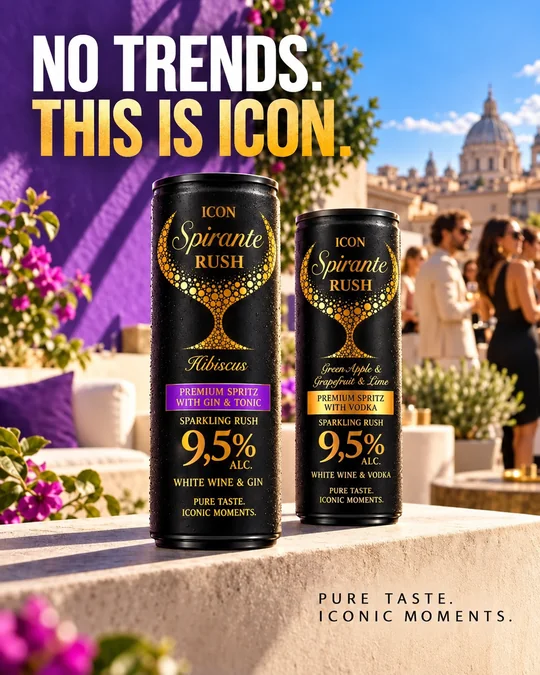 NO TRENDS.
THIS IS ICON.
ICON
Spirante
RUSH
Hibiscus
PREMIUM SPRITZ
WITH GIN & TONIC
SPARKLING RUSH
9,5%
ALC.
WHITE WINE & GIN
PURE TASTE.
ICONIC MOMENTS.
ICON
Spirante
RUSH
Green Apple &
Grapefruit & Lime
PREMIUM SPRITZ
WITH VODKA
SPARKLING RUSH
9,5%
ALC.
WHITE WINE & VODKA
PURE TASTE.
ICONIC MOMENTS.
PURE TASTE.
ICONIC MOMENTS.